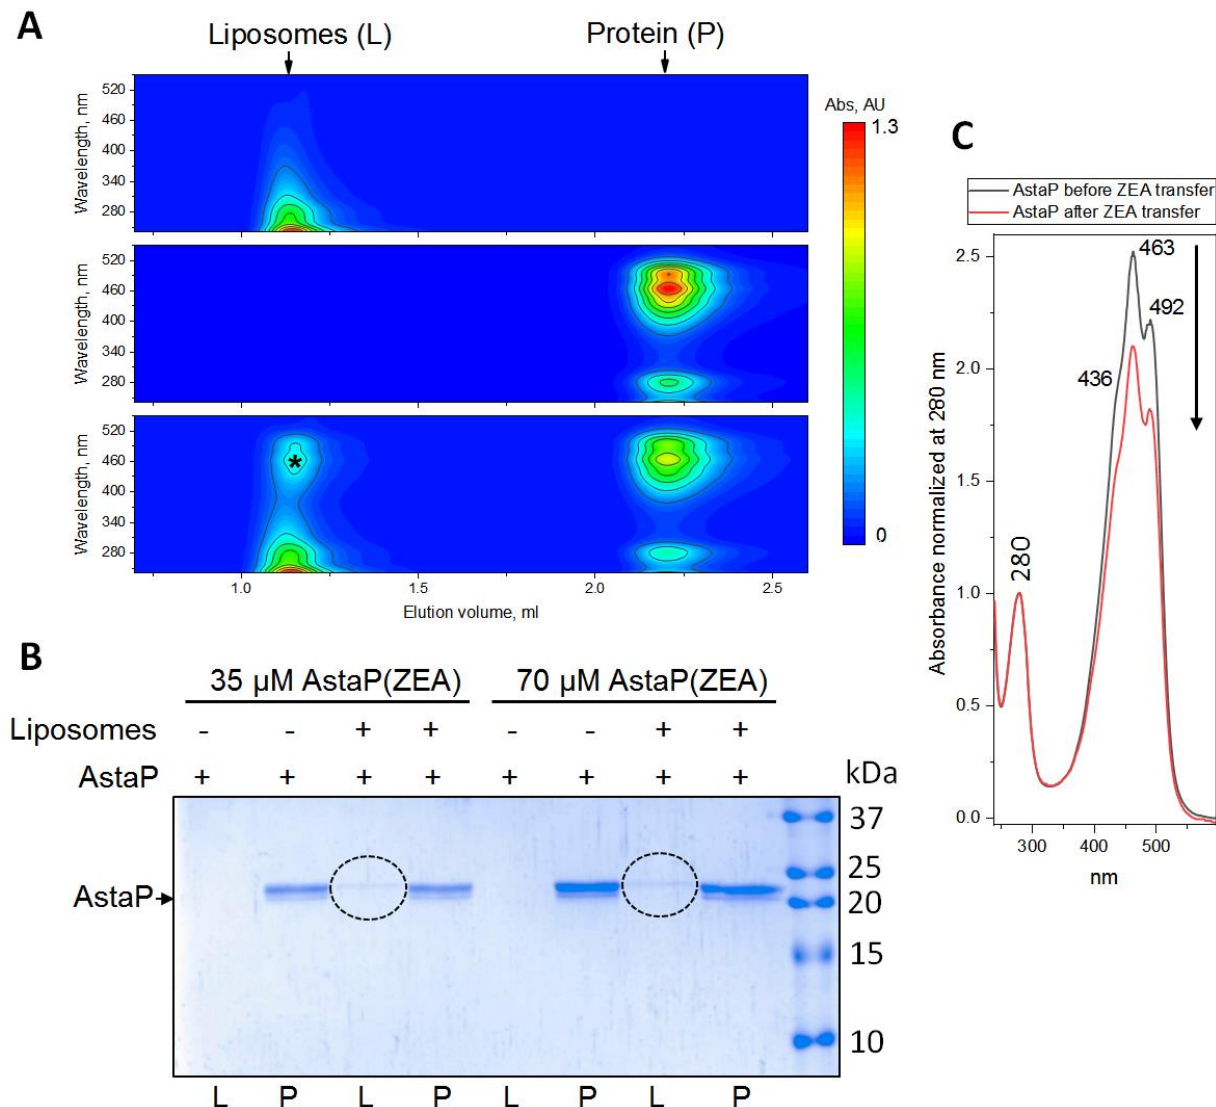 A
Liposomes (L)
Protein (P)
Wavelength, nm
520
460
400
340
280
Wavelength, nm
520
460
400
340
280
Wavelength, nm
520
460
*
400
340
280
1.0
1.5
2.0
2.5
Elution volume, ml
Abs, AU
1.3
0
B
35 µM AstaP(ZEA)
70 µM AstaP(ZEA)
Liposomes - - + + - - + +
AstaP + + + + + + + +
kDa
37
25
20
15
10
AstaP
L P L P L P L P
C
AstaP before ZEA transfer
AstaP after ZEA transfer
Absorbance normalized at 280 nm
2.5
2.0
1.5
1.0
0.5
0.0
463
492
436
280
300
400
500
nm